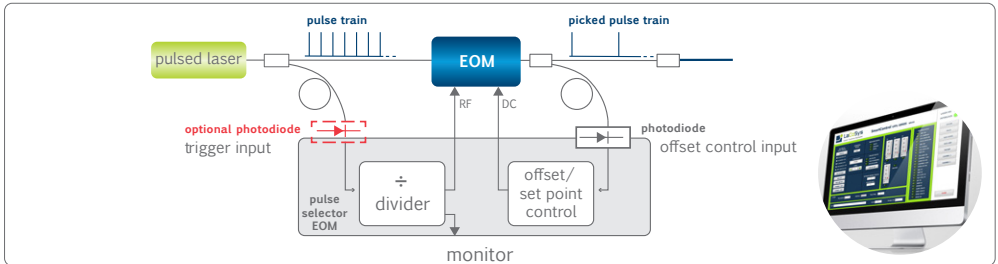 pulse train
picked pulse train
pulsed laser
EOM
RF
DC
optional photodiode
trigger input
photodiode
offset control input
÷
divider
offset/
set point
control
pulse
selector
EOM
monitor